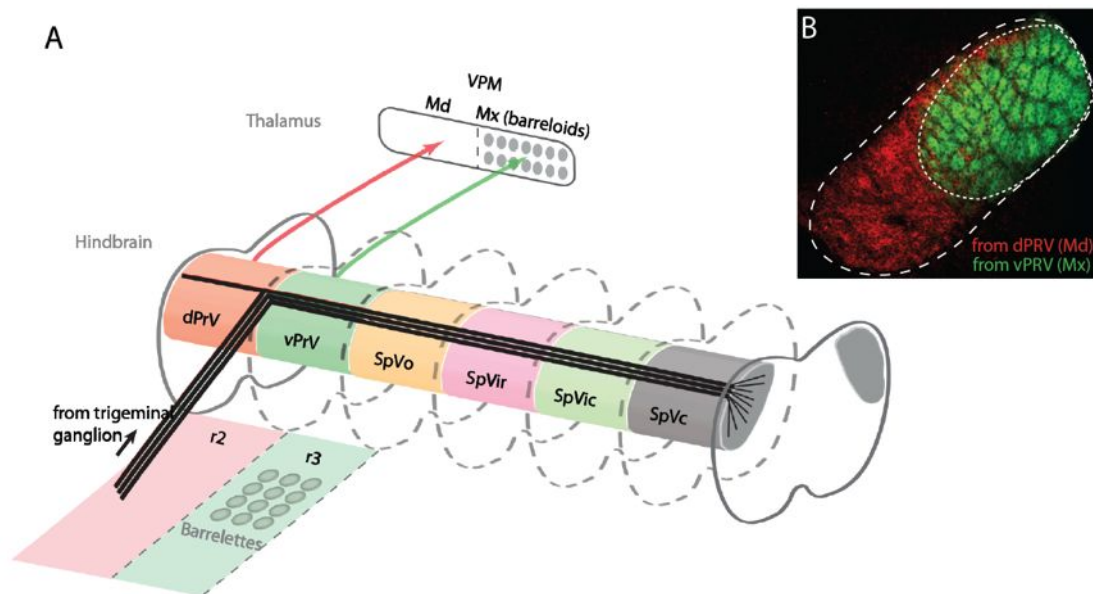 A
B
VPM
Md
Mx (barreloids)
Thalamus
Hindbrain
from dPRV (Md)
from vPRV (Mx)
dPrV
vPrV
SpVo
SpVir
SpVic
SpVc
from trigeminal
ganglion
r2
r3
Barrelettes